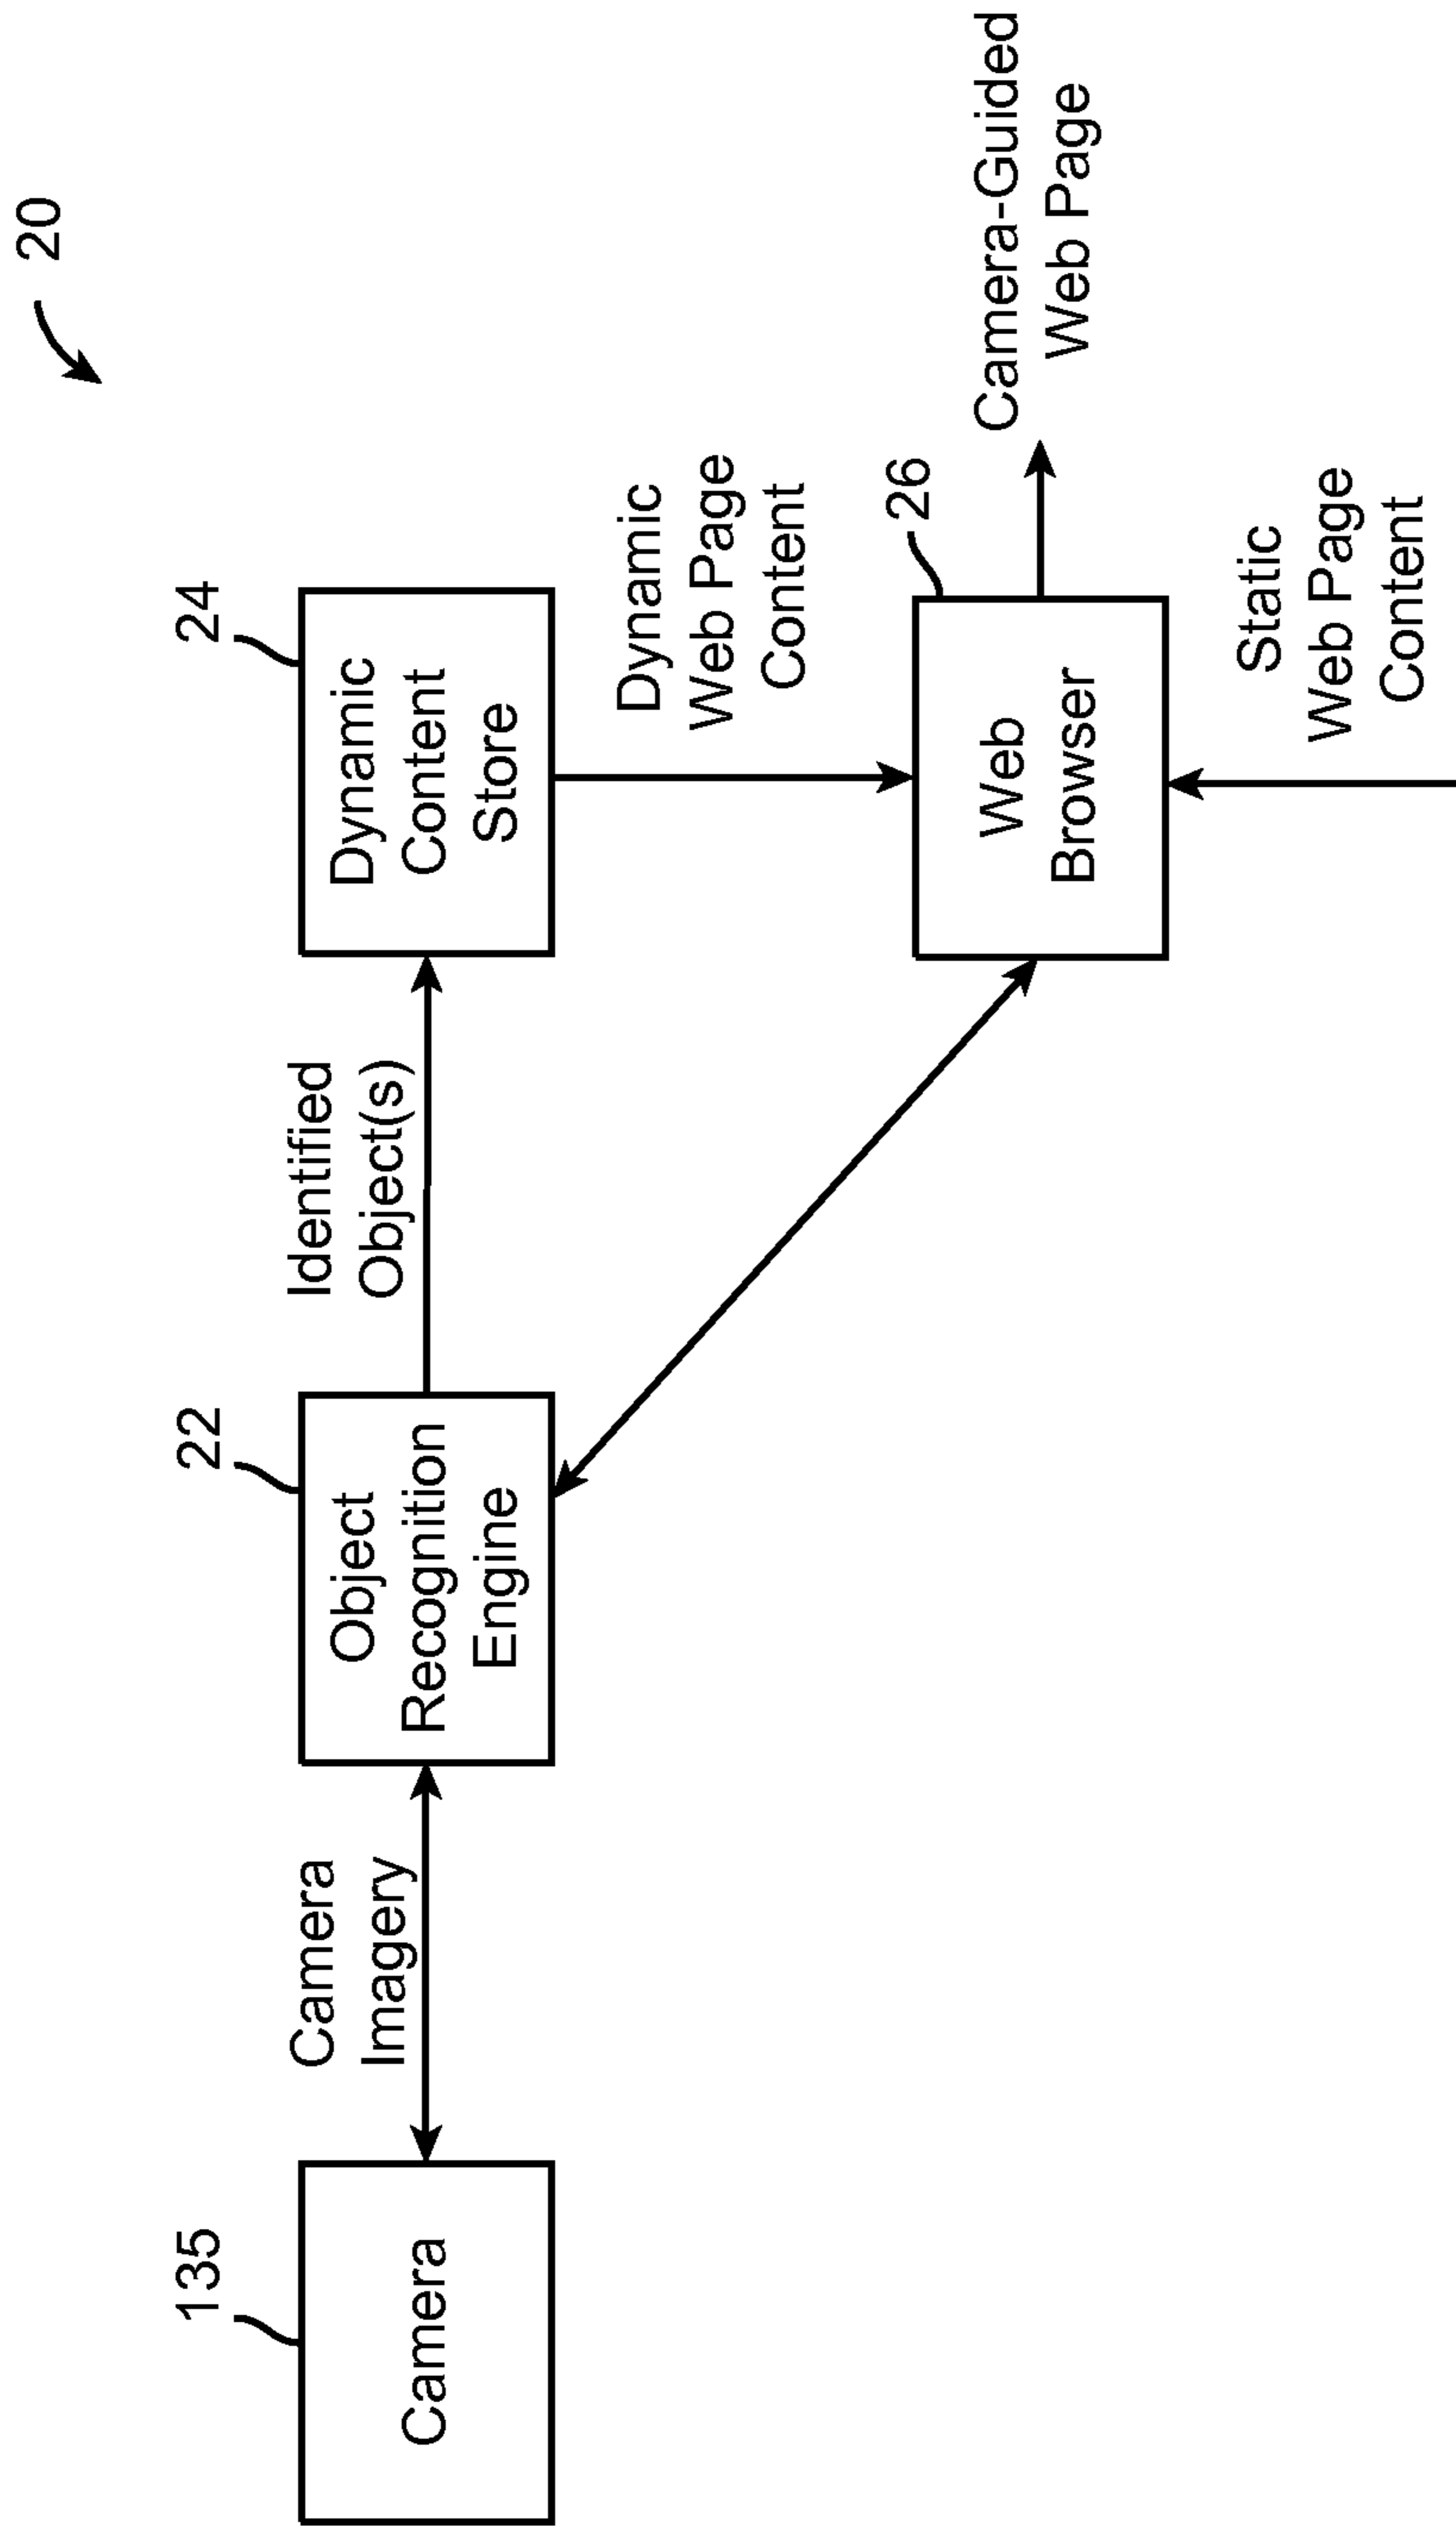 20
135
22
24
Camera
Camera
Imagery
Object
Recognition
Engine
Identified
Object(s)
Dynamic
Content
Store
Dynamic
Web Page
Content
26
Web
Browser
Camera-Guided
Web Page
Static
Web Page
Content